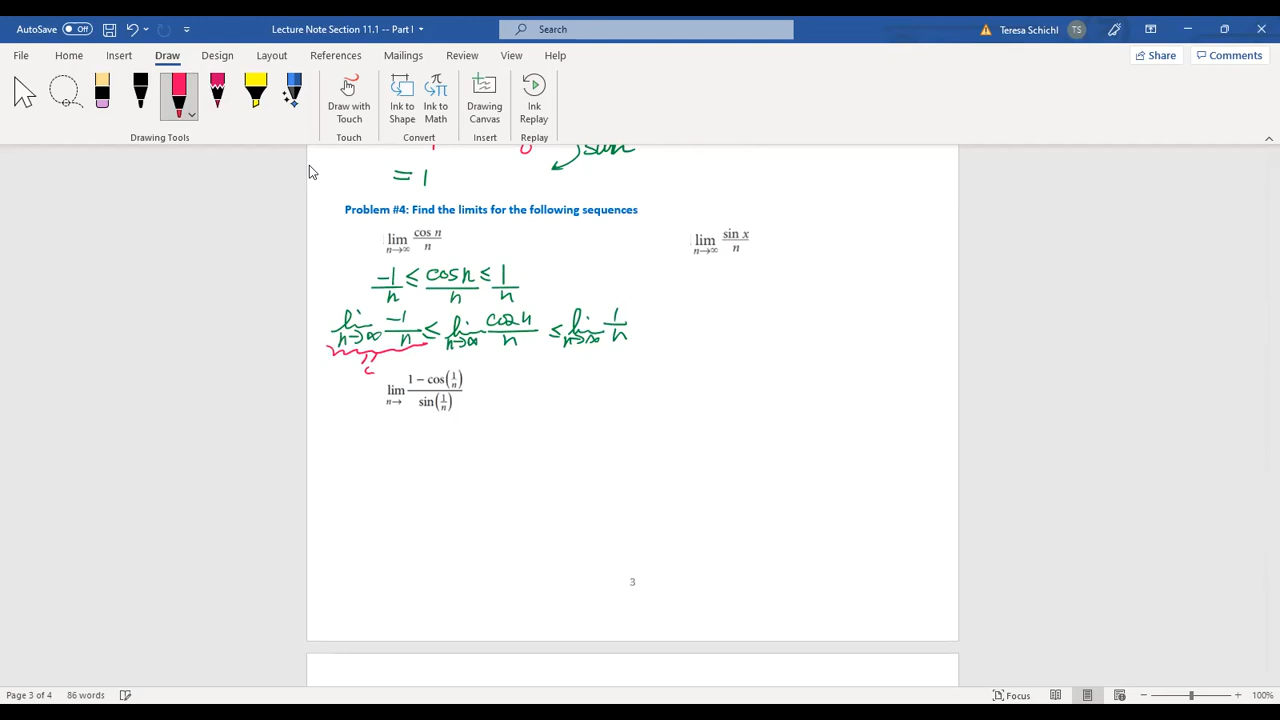 AutoSave Off Lecture Note Section 11.1 -- Part I Search Teresa Schichl TS
File Home Insert Draw Design Layout References Mailings Review View Help Share Comments
Draw with Touch Ink to Shape Ink to Math Drawing Canvas Ink Replay
Drawing Tools Touch Convert Insert Replay
= 1
Problem #4: Find the limits for the following sequences
lim n→∞ cos n / n lim n→∞ sin x / n
-1/n ≤ cos n / n ≤ 1/n
lim n→∞ -1/n ≤ lim n→∞ cos n / n ≤ lim n→∞ 1/n
lim n→ 1 − cos(1/n) / sin(1/n)
3
Page 3 of 4 86 words Focus 100%